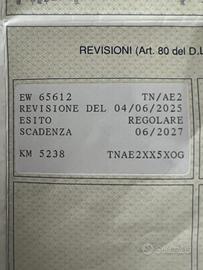 REVISIONI (Art. 80 del D.L
EW 65612 TN/AE2
REVISIONE DEL 04/06/2025
ESITO REGOLARE
SCADENZA 06/2027
KM 5238 TNAE2XX5XOG
subito